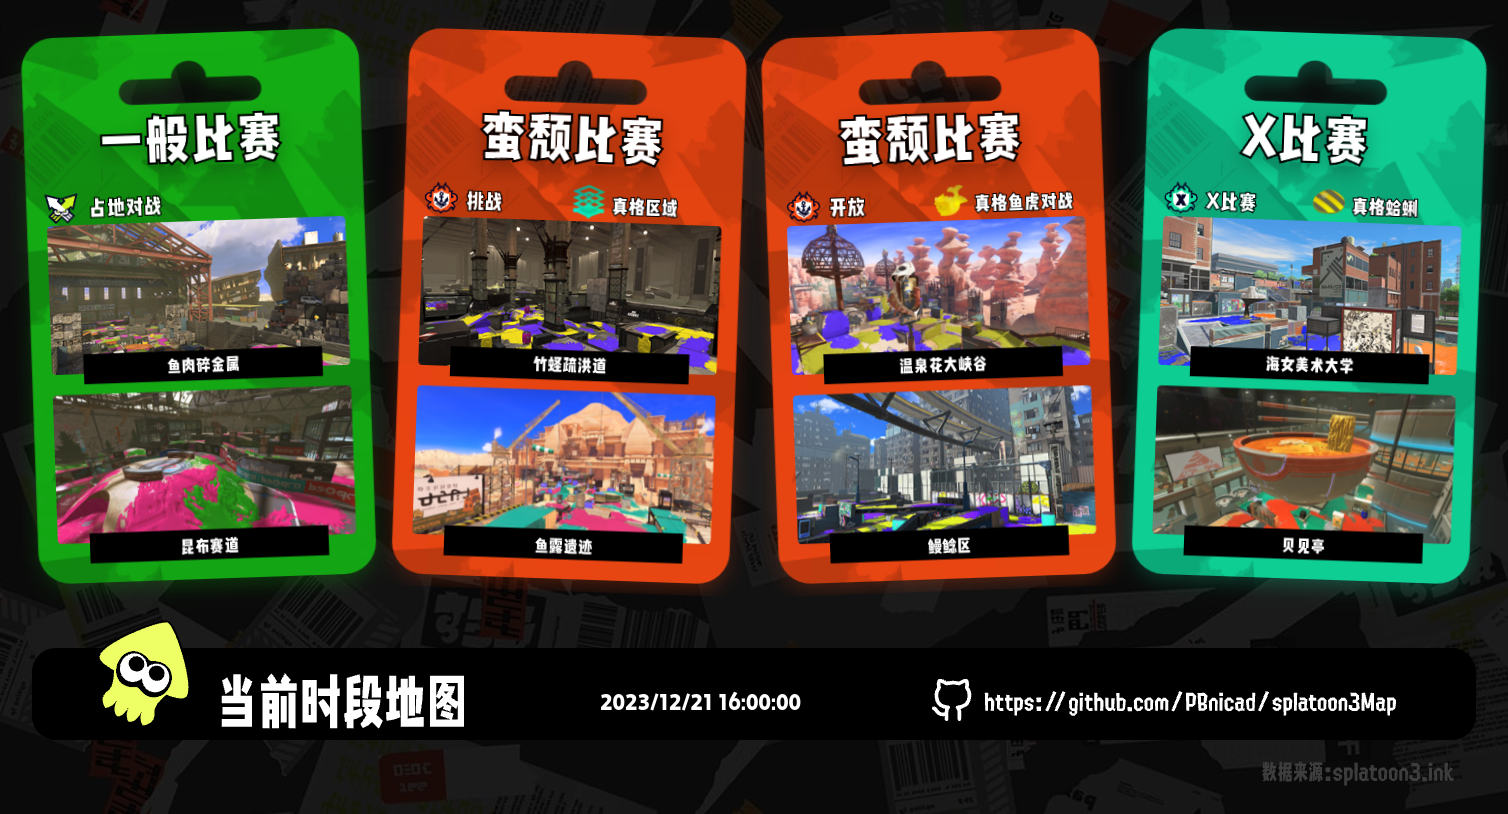 一般比赛
占地对战
鱼肉碎金属
昆布赛道
蛮颓比赛
挑战
真格区域
竹蛏疏洪道
鱼露遗迹
蛮颓比赛
开放
真格鱼虎对战
温泉花大峡谷
鳗鲶区
X比赛
X比赛
真格蛤蜊
海女美术大学
贝见亭
当前时段地图
2023/12/21 16:00:00
https://github.com/PBnicad/splatoon3Map
数据来源:splatoon3.ink